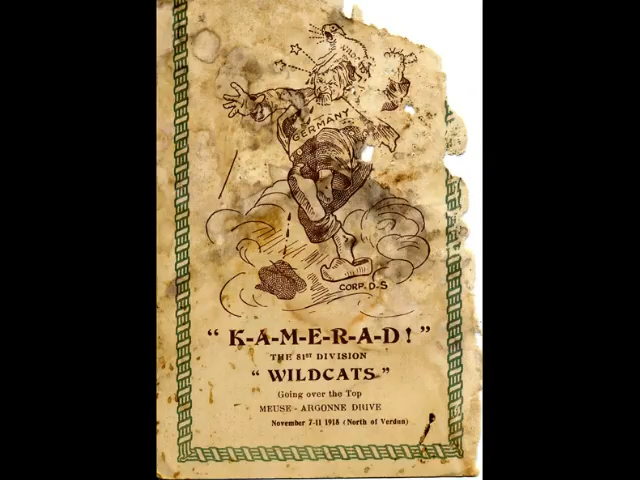 WILD
GERMANY
CORP. D-S
“ K-A-M-E-R-A-D! ”
THE 81ST DIVISION
“ WILDCATS ”
Going over the Top
MEUSE - ARGONNE DRIVE
November 7-11 1918 (North of Verdun)